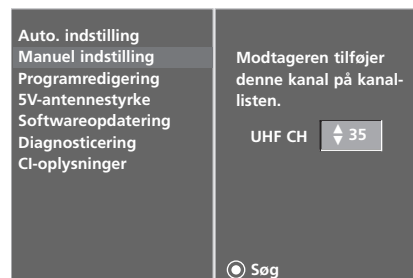 Auto. indstilling
Manuel indstilling
Programredigering
5V-antennestyrke
Softwareopdatering
Diagnosticering
CI-oplysninger
Modtageren tilføjer
denne kanal på kanal-
listen.
UHF CH 35
Søg